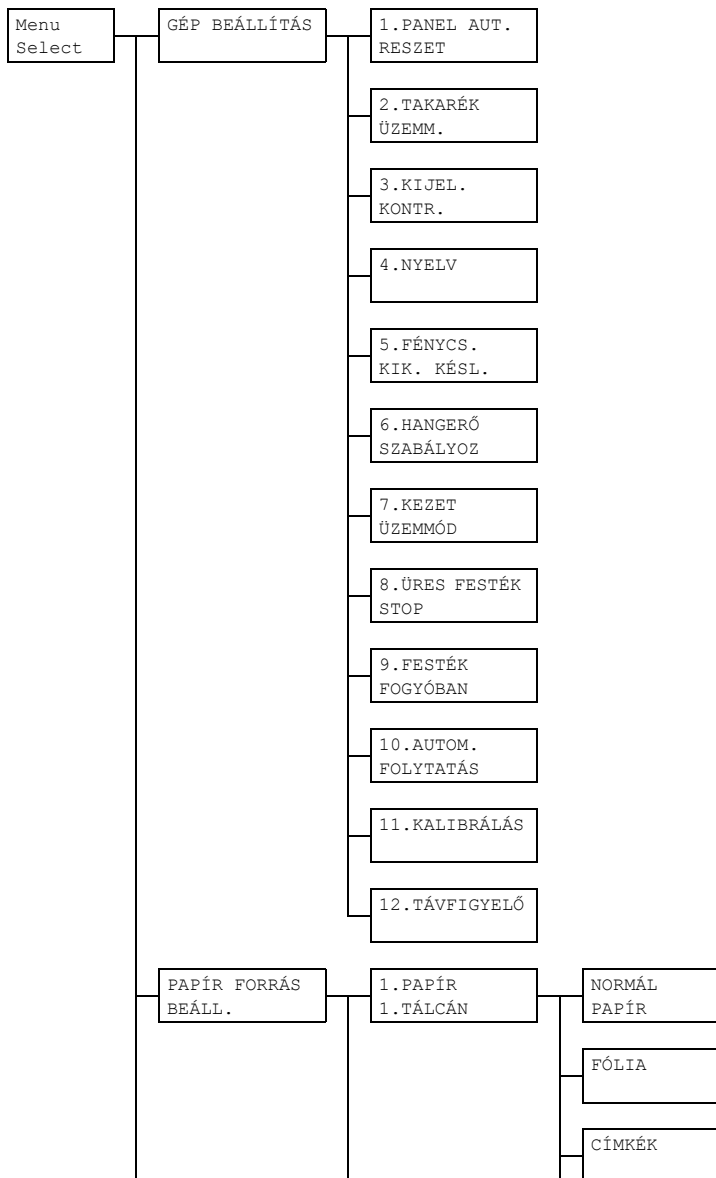 Menu
Select
GÉP BEÁLLÍTÁS
1.PANEL AUT.
RESZET
2.TAKARÉK
ÜZEMM.
3.KIJEL.
KONTR.
4.NYELV
5.FÉNYCS.
KIK. KÉSL.
6.HANGERŐ
SZABÁLYOZ
7.KEZET
ÜZEMMÓD
8.ÜRES FESTÉK
STOP
9.FESTÉK
FOGYÓBAN
10.AUTOM.
FOLYTATÁS
11.KALIBRÁLÁS
12.TÁVFIGYELŐ
PAPÍR FORRÁS
BEÁLL.
1.PAPÍR
1.TÁLCÁN
NORMÁL
PAPÍR
FÓLIA
CÍMKÉK